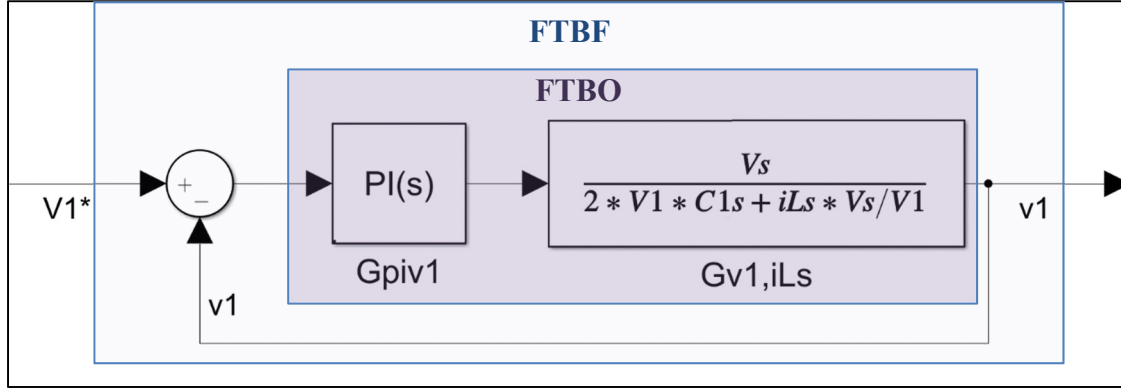 FTBF
FTBO
V1*
+
−
PI(s)
Vs
2 * V1 * C1s + iLs * Vs/V1
v1
Gpiv1
Gv1,iLs
v1